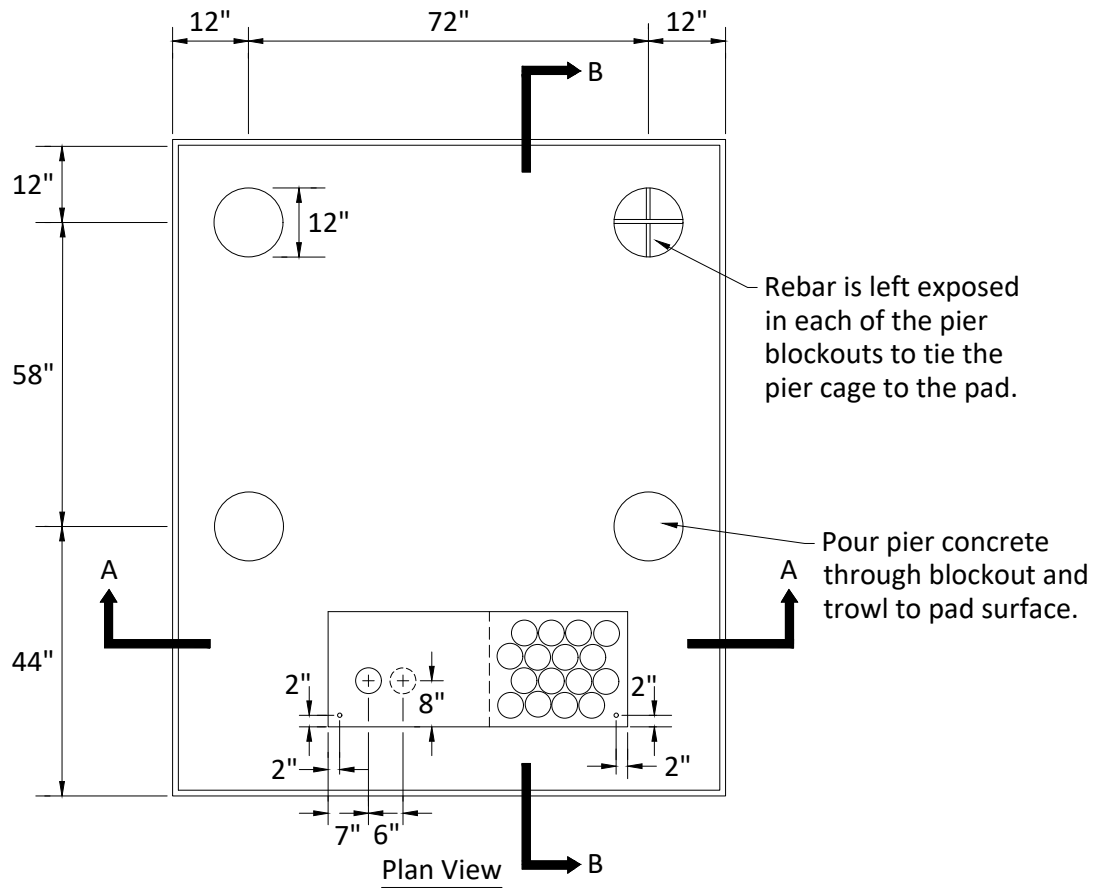 12" 72" 12"
B
12"
12"
Rebar is left exposed
in each of the pier
blockouts to tie the
pier cage to the pad.
58"
Pour pier concrete
through blockout and
trowl to pad surface.
A A
44"
2" 8" 2"
2" 2"
7" 6"
B
Plan View